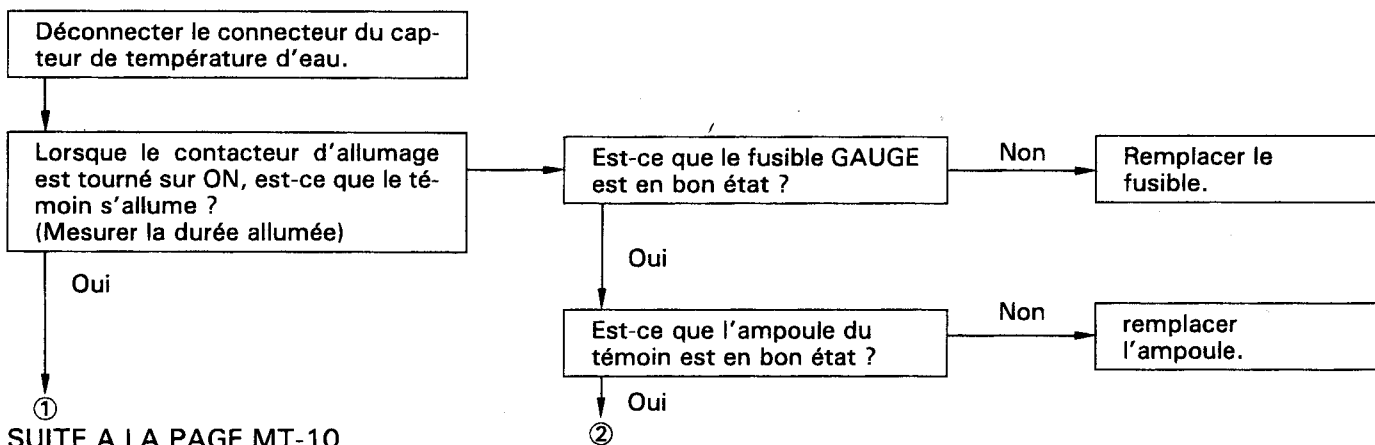 Déconnecter le connecteur du cap-
teur de température d'eau.
Lorsque le contacteur d'allumage
est tourné sur ON, est-ce que le té-
moin s'allume ?
(Mesurer la durée allumée)
Est-ce que le fusible GAUGE
est en bon état ?
Non
Remplacer le
fusible.
Oui
Oui
Est-ce que l'ampoule du
témoin est en bon état ?
Non
remplacer
l'ampoule.
Oui
①
②
SUITE A LA PAGE MT-10